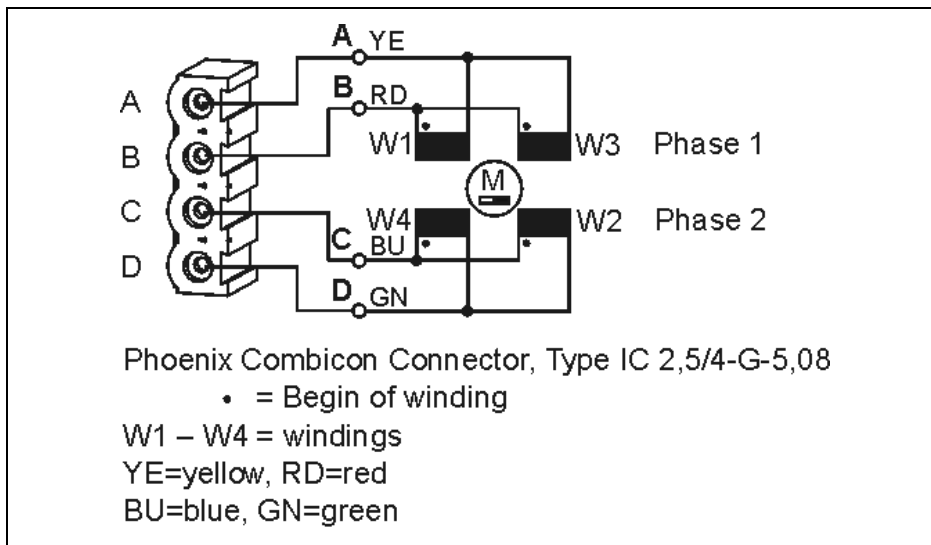 A YE
A
B RD
B
W1 W3 Phase 1
M
C
W4 W2 Phase 2
C BU
D
D GN
Phoenix Combicon Connector, Type IC 2,5/4-G-5,08
• = Begin of winding
W1 – W4 = windings
YE=yellow, RD=red
BU=blue, GN=green